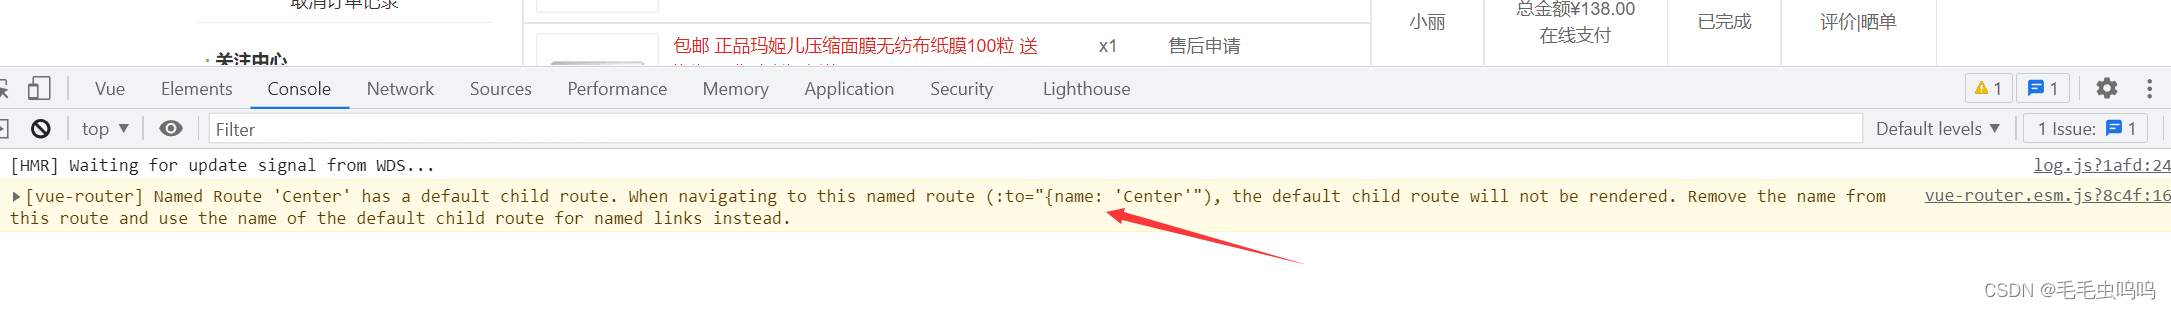 取消订单记录
关注中心
包邮 正品玛姬儿压缩面膜无纺布纸膜100粒 送
x1
售后申请
小丽
总金额¥138.00
在线支付
已完成
评价|晒单
Vue Elements Console Network Sources Performance Memory Application Security Lighthouse 1 1
top ▼ Filter Default levels ▼ 1 Issue: 1
[HMR] Waiting for update signal from WDS... log.js?1afd:24
[vue-router] Named Route 'Center' has a default child route. When navigating to this named route (:to="{name: 'Center'"), the default child route will not be rendered. Remove the name from vue-router.esm.js?8c4f:16
this route and use the name of the default child route for named links instead.
CSDN @毛毛虫呜呜